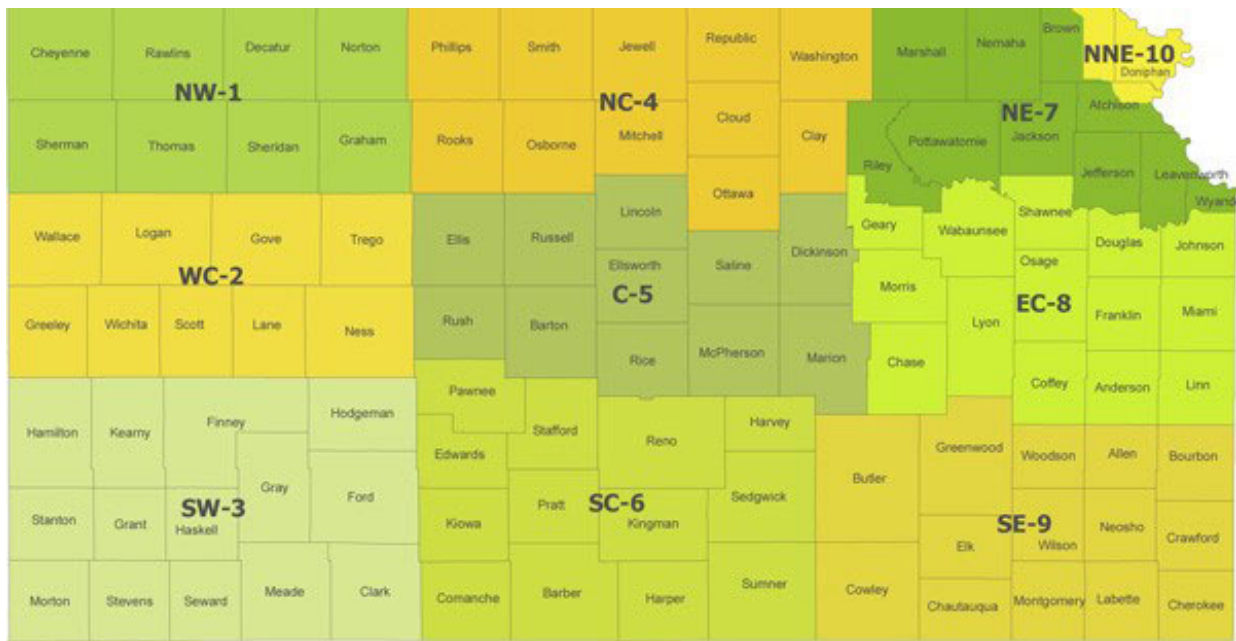 Cheyenne
Rawlins
Decatur
Norton
Phillips
Smith
Jewell
Republic
Washington
Marshall
Nemaha
Brown
NNE-10
Doniphan
NW-1
NC-4
NE-7
Atchison
Sherman
Thomas
Sheridan
Graham
Rooks
Osborne
Mitchell
Cloud
Clay
Riley
Pottawatomie
Jackson
Jefferson
Leavenworth
Wyand
Ottawa
Wallace
Logan
Gove
Trego
Ellis
Russell
Lincoln
Saline
Dickinson
Geary
Wabaunsee
Shawnee
Douglas
Johnson
WC-2
Ellsworth
C-5
Morris
Osage
EC-8
Greeley
Wichita
Scott
Lane
Ness
Rush
Barton
Rice
McPherson
Marion
Chase
Lyon
Franklin
Miami
Coffey
Anderson
Linn
Hamilton
Kearny
Finney
Hodgeman
Pawnee
Stafford
Edwards
Reno
Harvey
Butler
Greenwood
Woodson
Allen
Bourbon
SW-3
Gray
Ford
Stanton
Grant
Haskell
Kiowa
Pratt
SC-6
Kingman
Sedgwick
SE-9
Elk
Wilson
Neosho
Crawford
Morton
Stevens
Seward
Meade
Clark
Comanche
Barber
Harper
Sumner
Cowley
Chautauqua
Montgomery
Labette
Cherokee